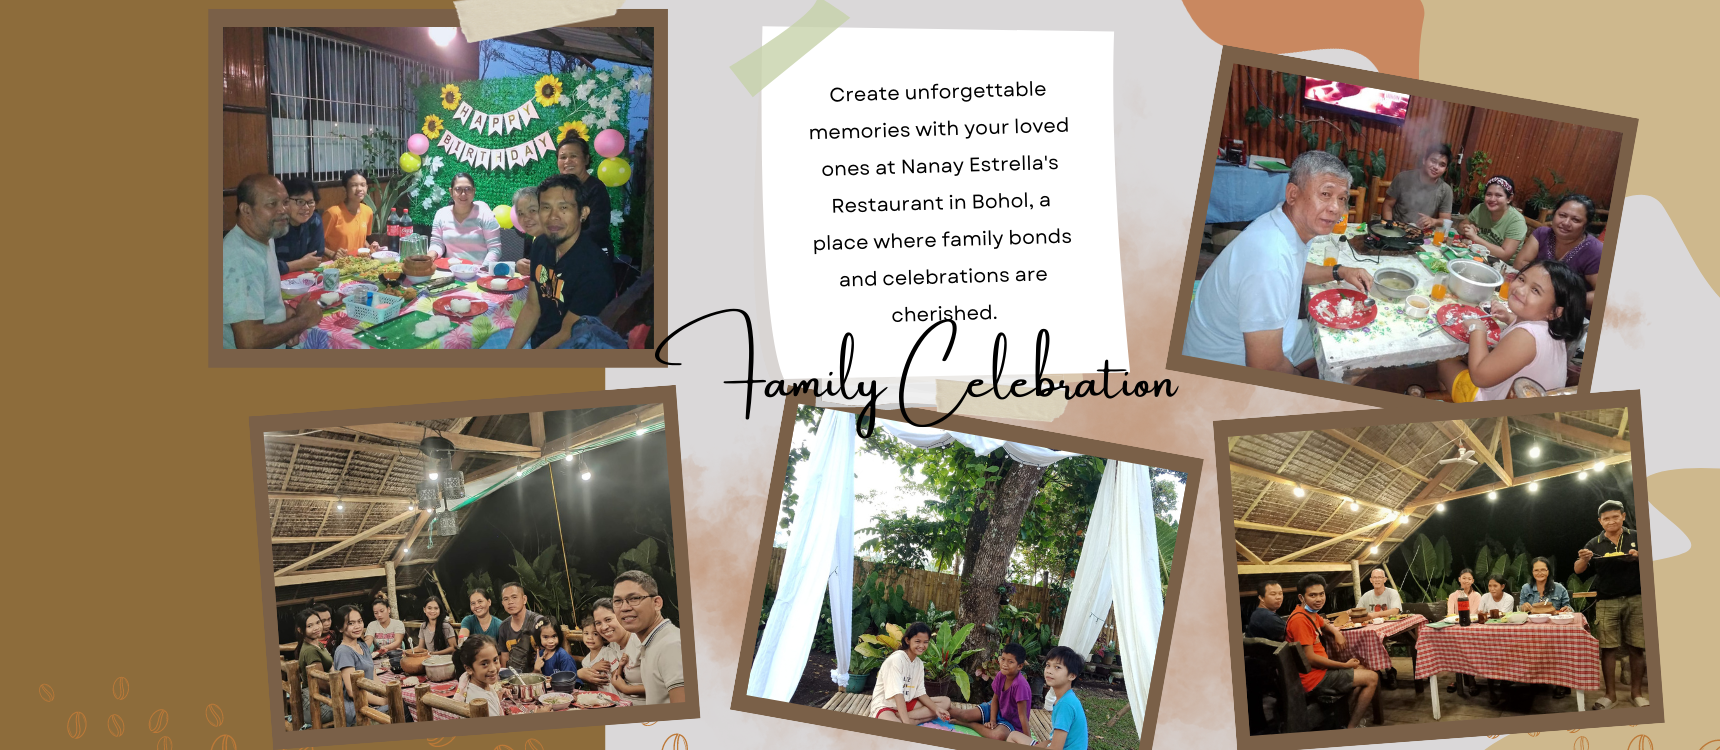 HAPPY
BIRTHDAY
Create unforgettable
memories with your loved
ones at Nanay Estrella's
Restaurant in Bohol, a
place where family bonds
and celebrations are
cherished.
Family Celebration